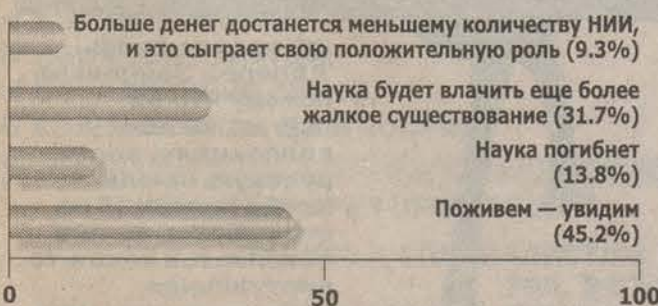 Больше денег достанется меньшему количеству НИИ,
и это сыграет свою положительную роль (9.3%)
Наука будет влачить еще более
жалкое существование (31.7%)
Наука погибнет
(13.8%)
Поживем — увидим
(45.2%)
0 50 100